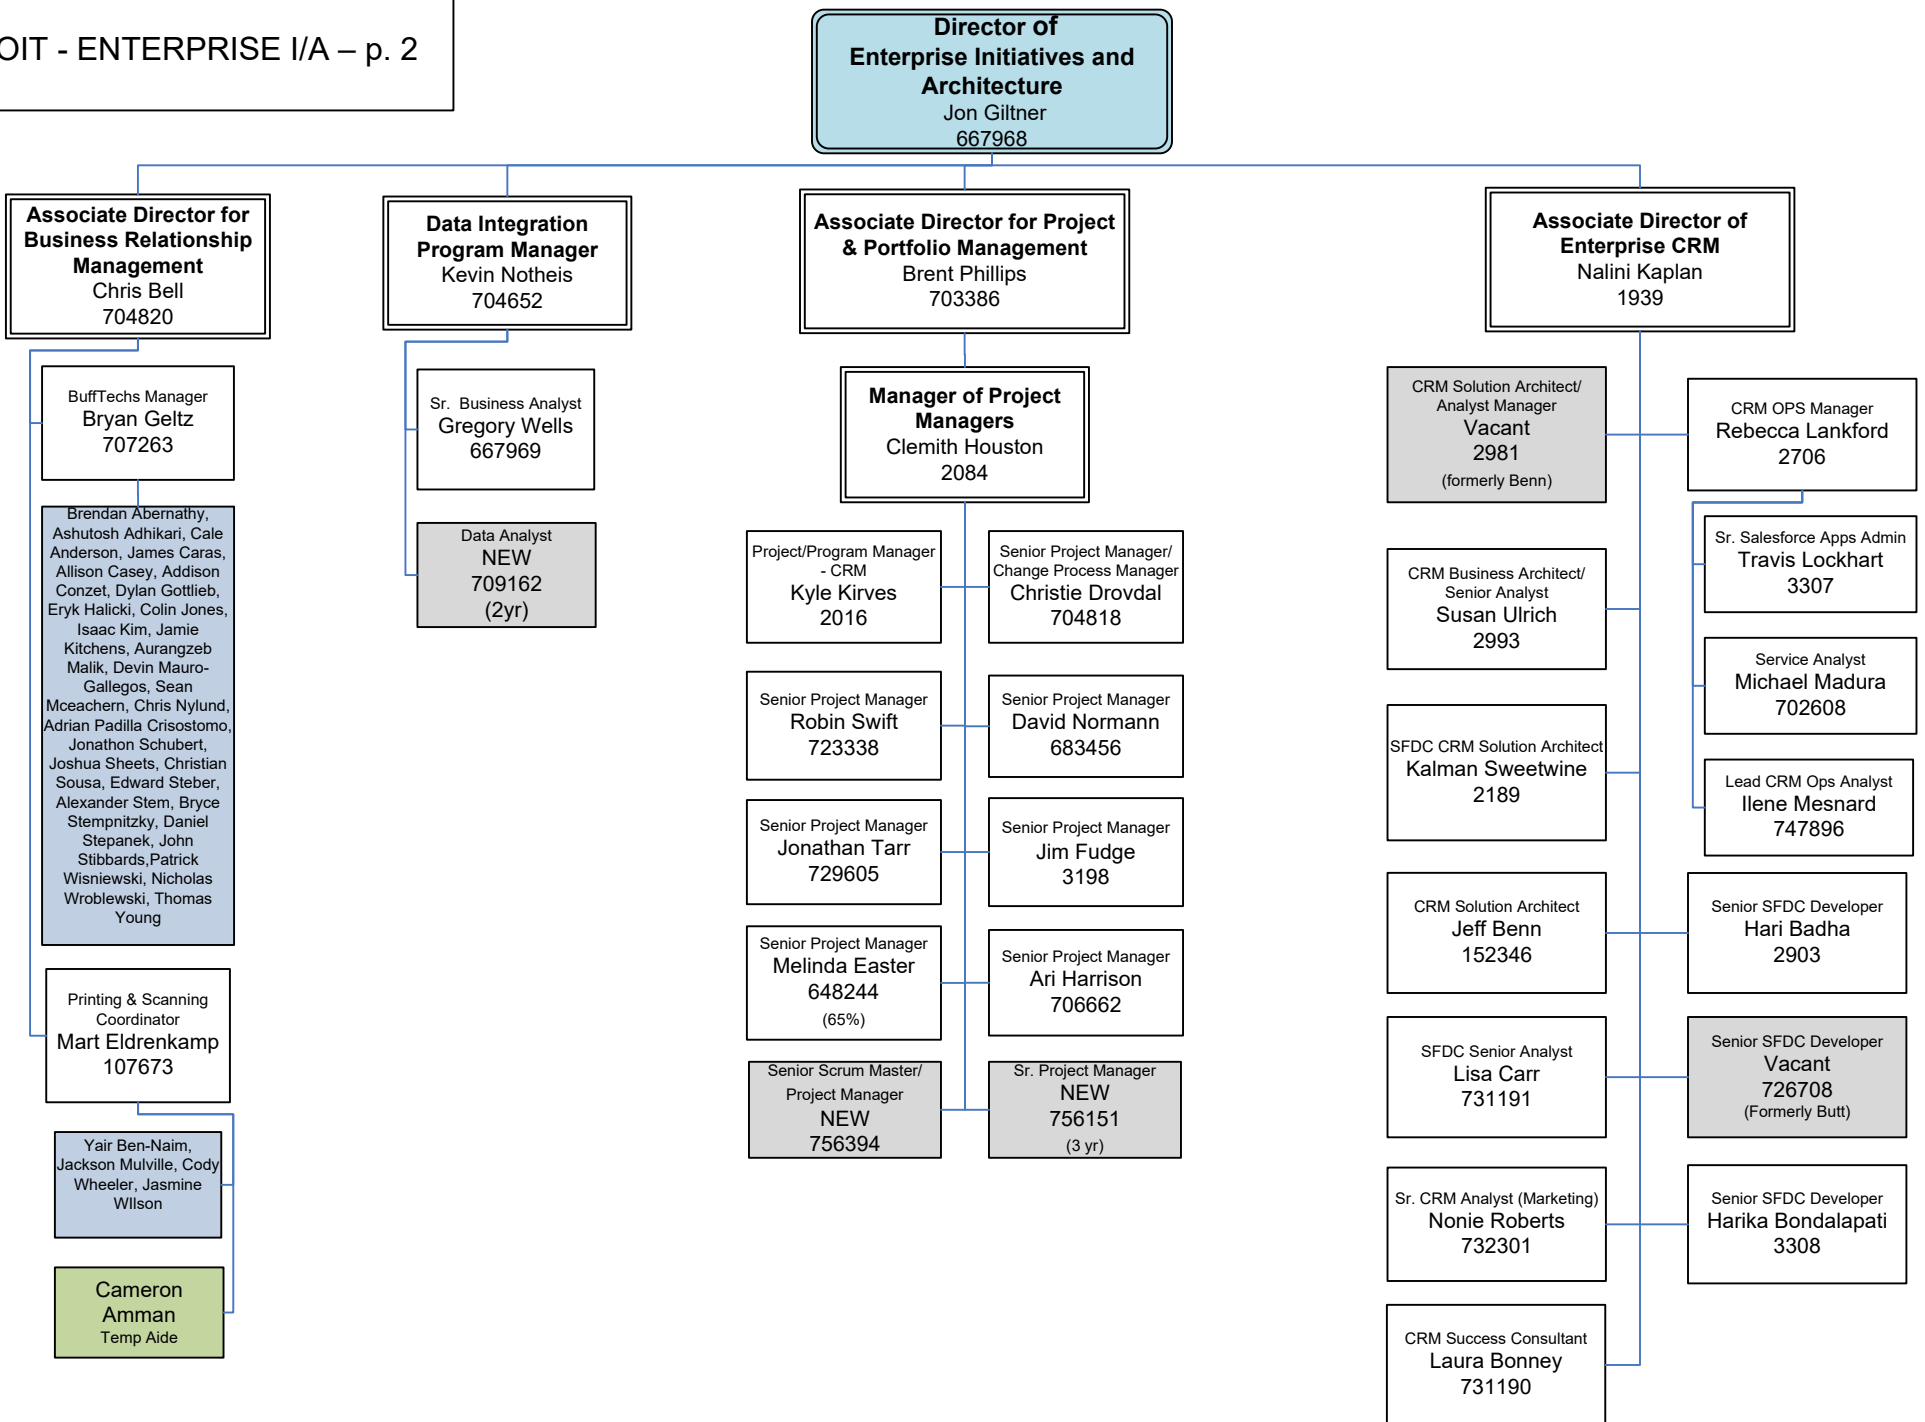 OIT - ENTERPRISE I/A – p. 2
Director of
Enterprise Initiatives and
Architecture
Jon Giltner
667968
Associate Director for
Business Relationship
Management
Chris Bell
704820
BuffTechs Manager
Bryan Geltz
707263
Brendan Abernathy,
Ashutosh Adhikari, Cale
Anderson, James Caras,
Allison Casey, Addison
Conzet, Dylan Gottlieb,
Eryk Halicki, Colin Jones,
Isaac Kim, Jamie
Kitchens, Aurangzeb
Malik, Devin Mauro-
Gallegos, Sean
Mceachern, Chris Nylund,
Adrian Padilla Crisostomo,
Jonathon Schubert,
Joshua Sheets, Christian
Sousa, Edward Steber,
Alexander Stem, Bryce
Stempnitzky, Daniel
Stepanek, John
Stibbards,Patrick
Wisniewski, Nicholas
Wroblewski, Thomas
Young
Printing & Scanning
Coordinator
Mart Eldrenkamp
107673
Yair Ben-Naim,
Jackson Mulville, Cody
Wheeler, Jasmine
WIlson
Cameron
Amman
Temp Aide
Data Integration
Program Manager
Kevin Notheis
704652
Sr.  Business Analyst
Gregory Wells
667969
Data Analyst
NEW
709162
(2yr)
Associate Director for Project
& Portfolio Management
Brent Phillips
703386
Manager of Project
Managers
Clemith Houston
2084
Project/Program Manager
- CRM
Kyle Kirves
2016
Senior Project Manager/
Change Process Manager
Christie Drovdal
704818
Senior Project Manager
Robin Swift
723338
Senior Project Manager
David Normann
683456
Senior Project Manager
Jonathan Tarr
729605
Senior Project Manager
Jim Fudge
3198
Senior Project Manager
Melinda Easter
648244
(65%)
Senior Project Manager
Ari Harrison
706662
Senior Scrum Master/
Project Manager
NEW
756394
Sr. Project Manager
NEW
756151
(3 yr)
Associate Director of
Enterprise CRM
Nalini Kaplan
1939
CRM Solution Architect/
Analyst Manager
Vacant
2981
(formerly Benn)
CRM OPS Manager
Rebecca Lankford
2706
Sr. Salesforce Apps Admin
Travis Lockhart
3307
Service Analyst
Michael Madura
702608
Lead CRM Ops Analyst
Ilene Mesnard
747896
CRM Business Architect/
Senior Analyst
Susan Ulrich
2993
SFDC CRM Solution Architect
Kalman Sweetwine
2189
CRM Solution Architect
Jeff Benn
152346
Senior SFDC Developer
Hari Badha
2903
SFDC Senior Analyst
Lisa Carr
731191
Senior SFDC Developer
Vacant
726708
(Formerly Butt)
Sr. CRM Analyst (Marketing)
Nonie Roberts
732301
Senior SFDC Developer
Harika Bondalapati
3308
CRM Success Consultant
Laura Bonney
731190